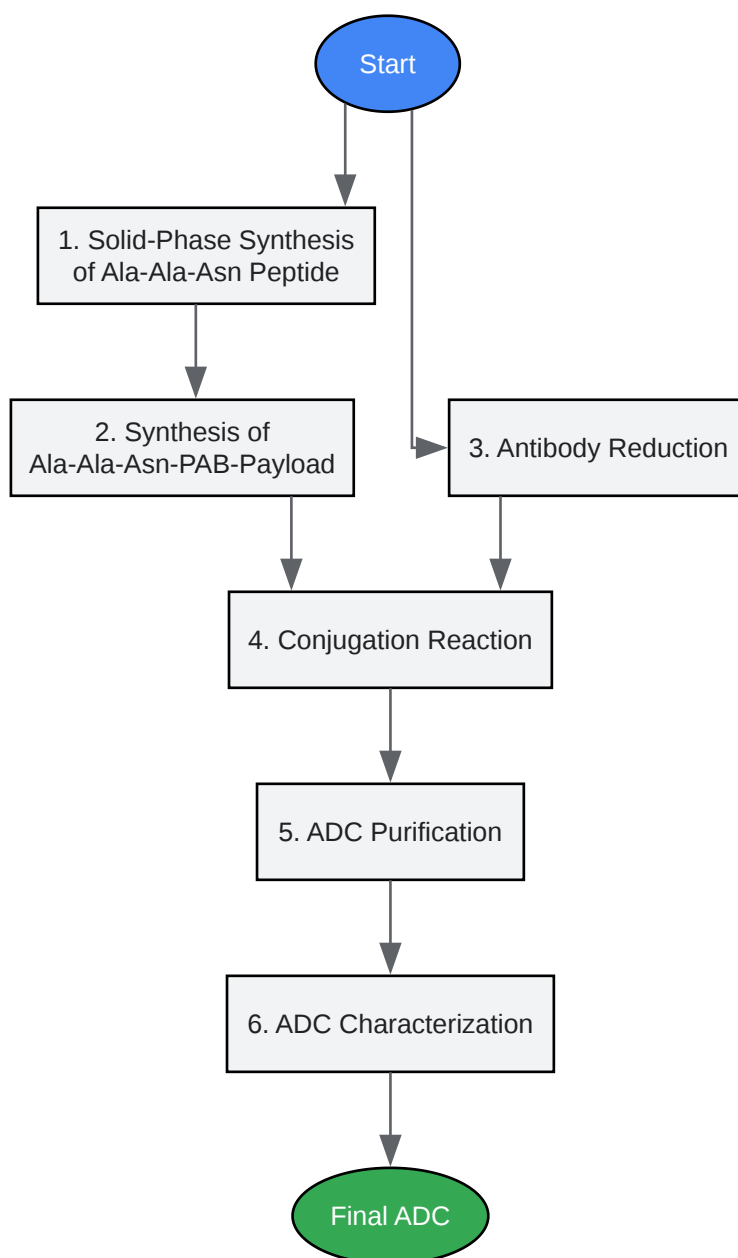 Start
1. Solid-Phase Synthesis
of Ala-Ala-Asn Peptide
2. Synthesis of
Ala-Ala-Asn-PAB-Payload
3. Antibody Reduction
4. Conjugation Reaction
5. ADC Purification
6. ADC Characterization
Final ADC